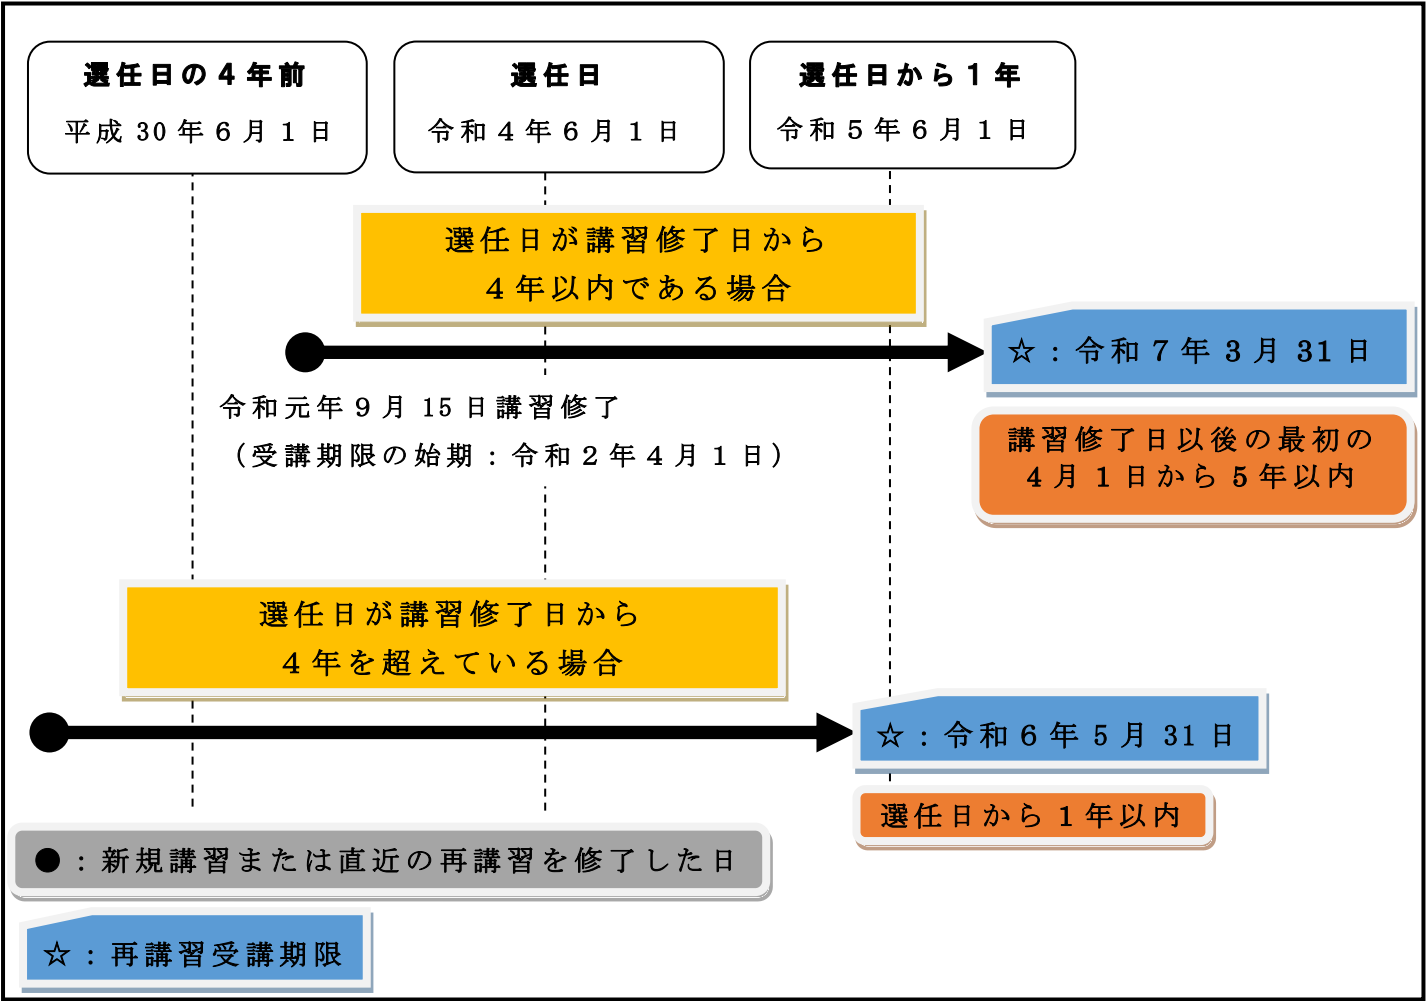 選任日の4年前
平成30年6月1日
選任日
令和4年6月1日
選任日から1年
令和5年6月1日
選任日が講習修了日から
4年以内である場合
☆：令和7年3月31日
令和元年9月15日講習修了
（受講期限の始期：令和2年4月1日）
講習修了日以後の最初の
4月1日から5年以内
選任日が講習修了日から
4年を超えている場合
☆：令和6年5月31日
選任日から1年以内
●：新規講習または直近の再講習を修了した日
☆：再講習受講期限